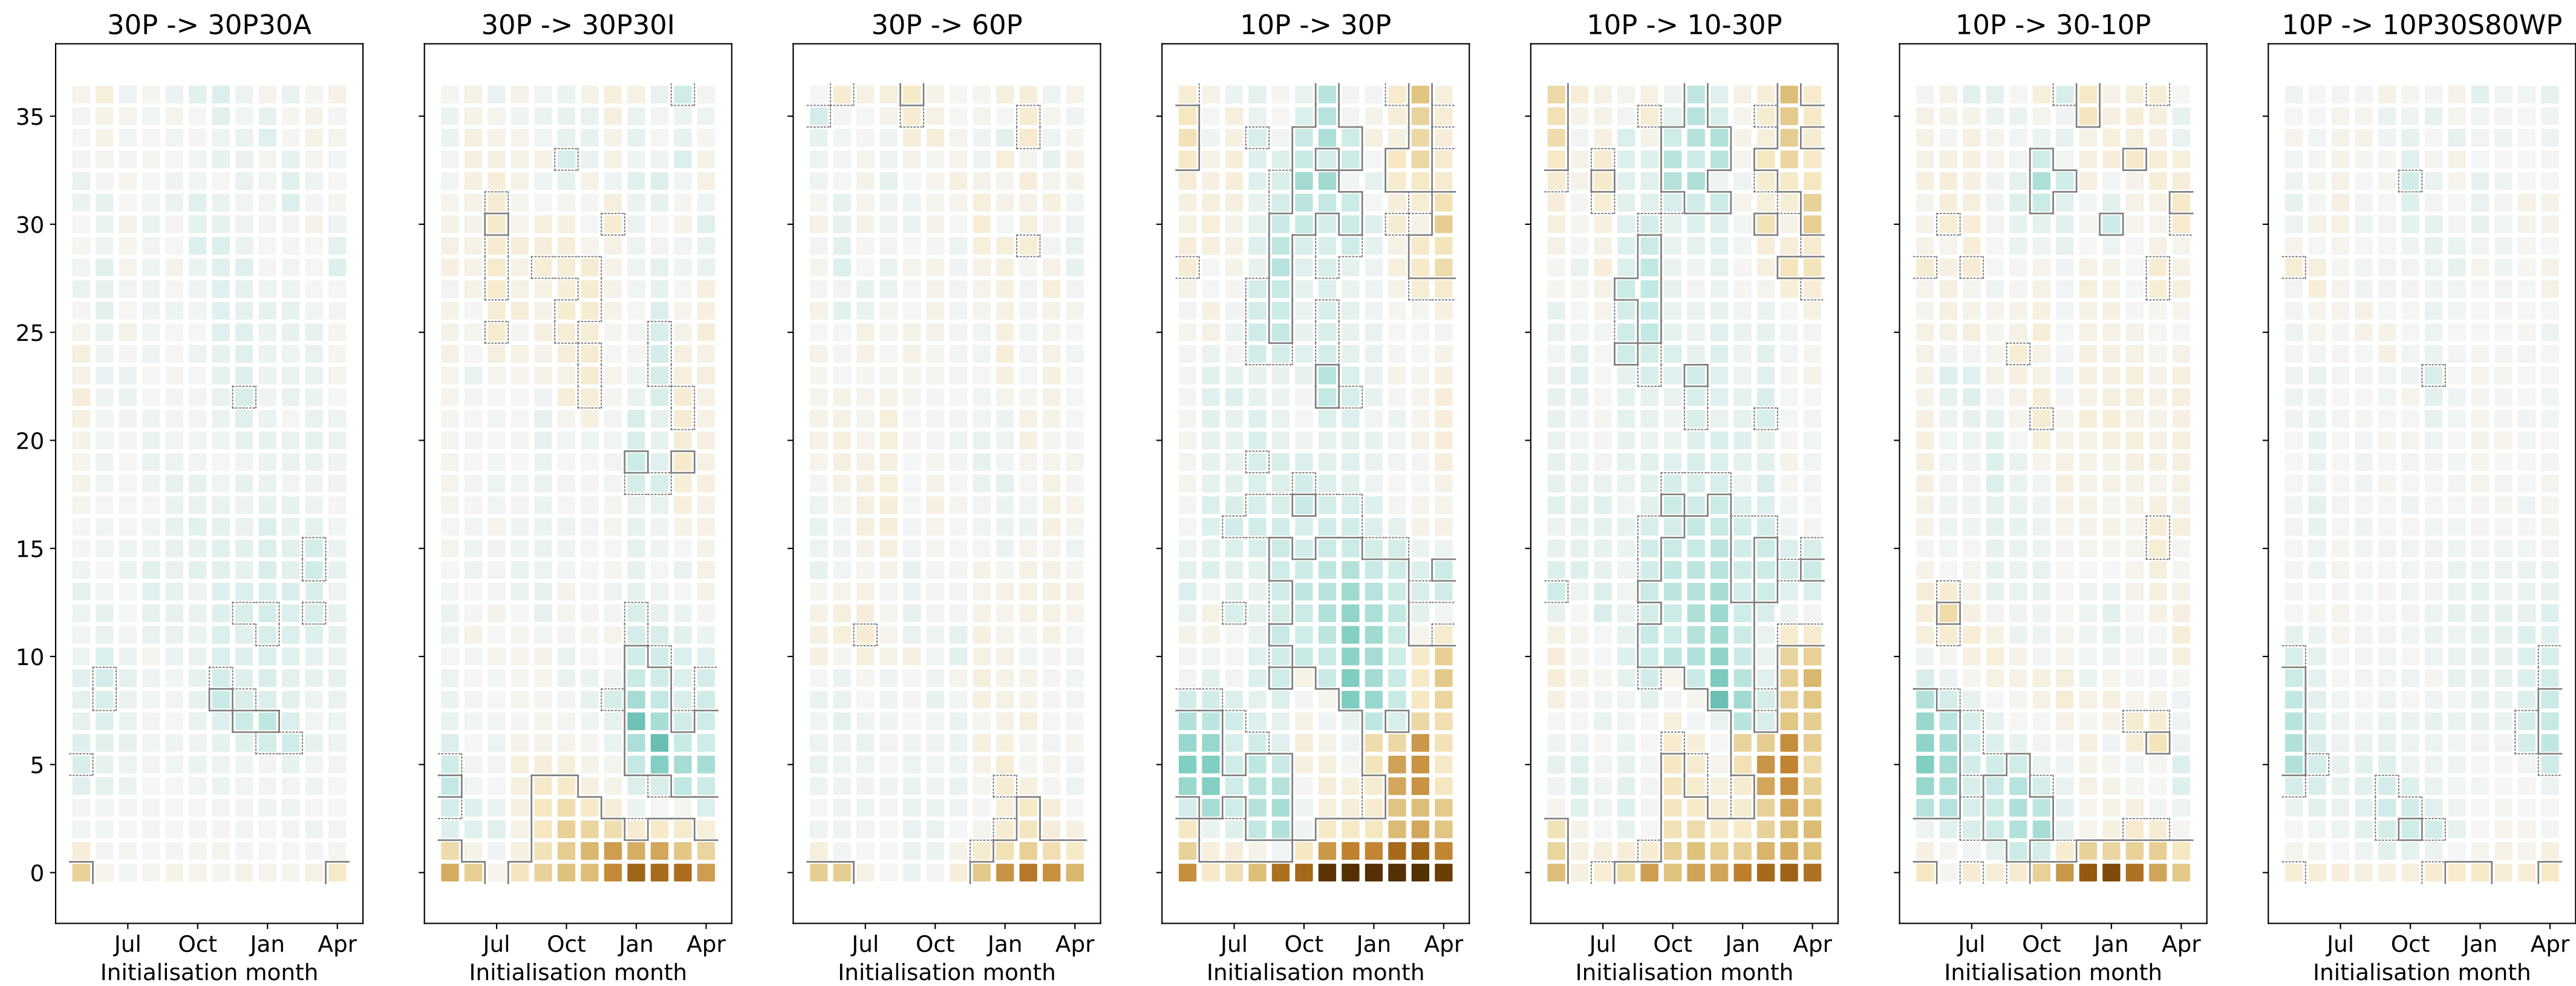 30P -> 30P30A 30P -> 30P30I 30P -> 60P 10P -> 30P 10P -> 10-30P 10P -> 30-10P 10P -> 10P30S80WP
35
30
25
20
15
10
5
0
Jul Oct Jan Apr Jul Oct Jan Apr Jul Oct Jan Apr Jul Oct Jan Apr Jul Oct Jan Apr Jul Oct Jan Apr Jul Oct Jan Apr
Initialisation month Initialisation month Initialisation month Initialisation month Initialisation month Initialisation month Initialisation month